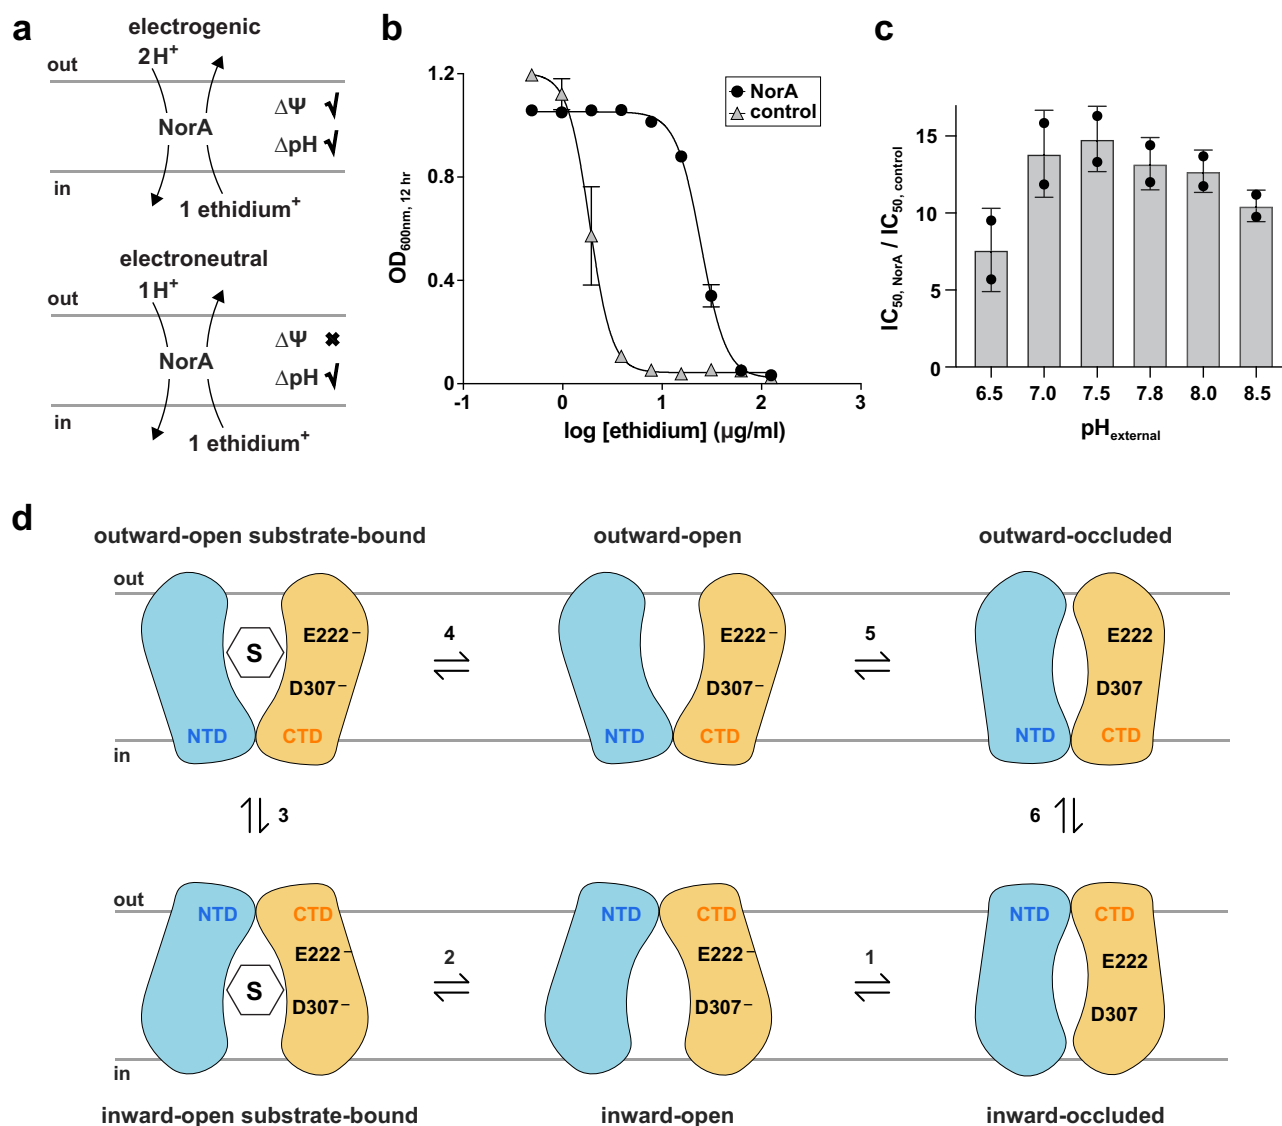 a
electrogenic
2H+
out
ΔΨ ✓
NorA
ΔpH ✓
in
1 ethidium+
electroneutral
1H+
out
ΔΨ ✖
NorA
ΔpH ✓
in
1 ethidium+
b
NorA
control
1.2
0.8
0.4
0
-1 0 1 2 3
OD600nm, 12 hr
log [ethidium] (µg/ml)
c
15
10
5
0
6.5 7.0 7.5 7.8 8.0 8.5
IC50, NorA / IC50, control
pHexternal
d
outward-open substrate-bound outward-open outward-occluded
out
E222– E222– E222
S 4 5
D307– D307– D307
NTD CTD NTD CTD NTD CTD
in
3 6
out
NTD CTD NTD CTD NTD CTD
E222– E222– E222
S 2 1
D307– D307– D307
in
inward-open substrate-bound inward-open inward-occluded